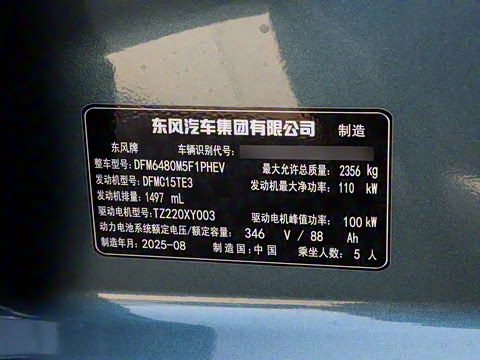 东风汽车集团有限公司 制造
东风牌 车辆识别代号:
整车型号: DFM6480M5F1PHEV 最大允许总质量: 2356 kg
发动机型号: DFMC15TE3 发动机最大净功率: 110 kW
发动机排量: 1497 mL
驱动电机型号: TZ220XY003 驱动电机峰值功率: 100 kW
动力电池系统额定电压/额定容量: 346 V / 88 Ah
制造年月: 2025-08 制造国: 中国 乘坐人数: 5 人